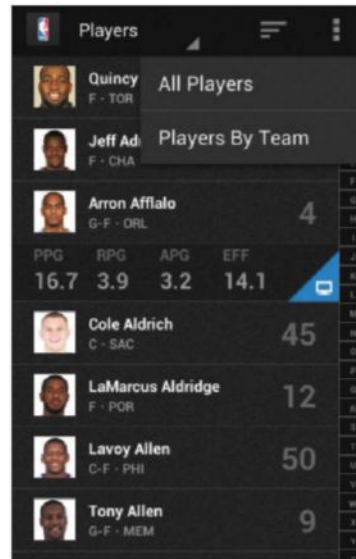 Players
Quincy
All Players
F - TOR
Jeff Ad
Players By Team
F - CHA
Arron Afflalo
4
G-F - ORL
PPG RPG APG EFF
16.7 3.9 3.2 14.1
Cole Aldrich
45
C - SAC
LaMarcus Aldridge
12
F - POR
Lavoy Allen
50
C-F - PHI
Tony Allen
9
G-F - MEM